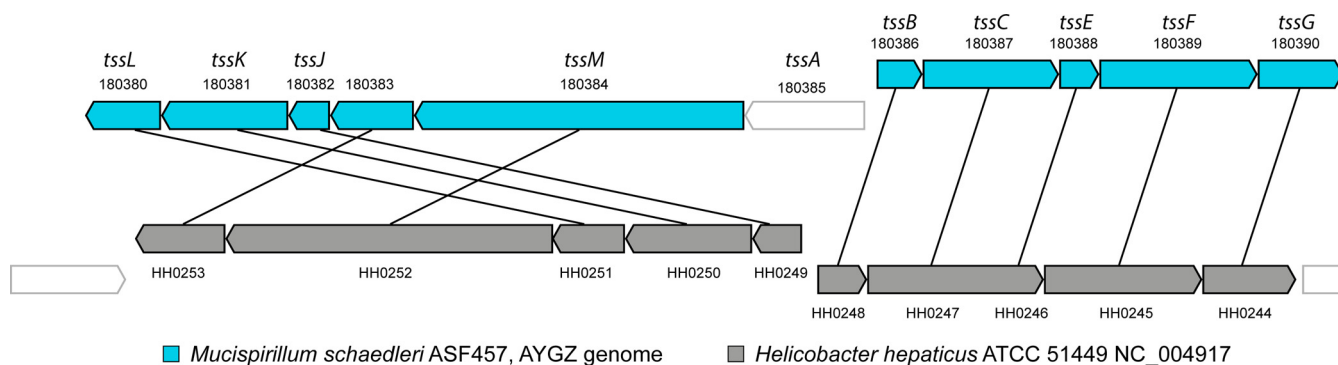 tssB tssC tssE tssF tssG
180386 180387 180388 180389 180390
tssL tssK tssJ tssM tssA
180380 180381 180382 180383 180384 180385
HH0253 HH0252 HH0251 HH0250 HH0249
HH0248 HH0247 HH0246 HH0245 HH0244
Mucispirillum schaedleri ASF457, AYGZ genome
Helicobacter hepaticus ATCC 51449 NC_004917